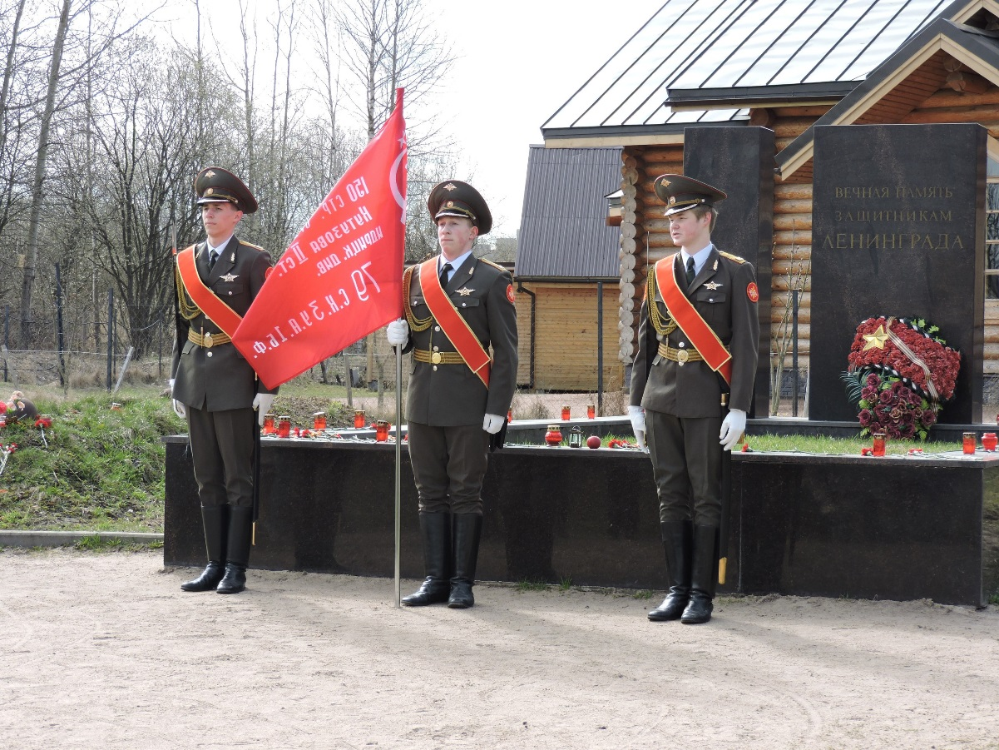 150 СТР.
Кутузова II ст.
ИДРИЦК. ДИВ.
79 С.К. 3 У.А. 1 Б.Ф.
ВЕЧНАЯ ПАМЯТЬ
ЗАЩИТНИКАМ
ЛЕНИНГРАДА